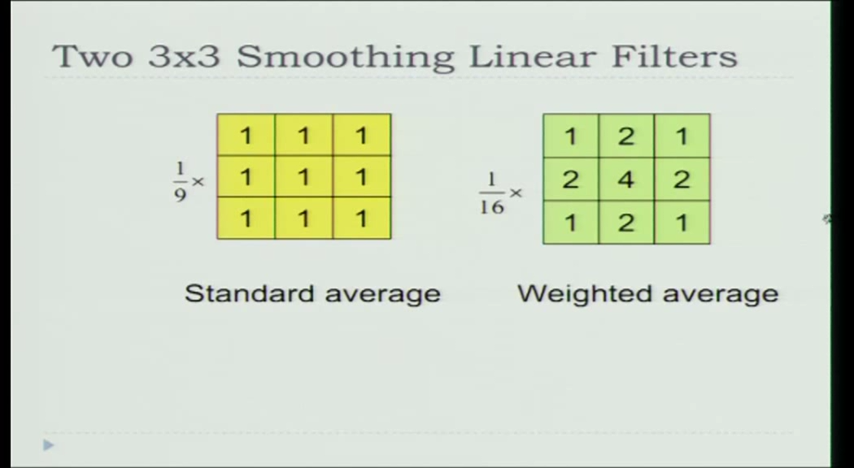 Two 3x3 Smoothing Linear Filters
1/9 ×
1 1 1
1 1 1
1 1 1
Standard average
1/16 ×
1 2 1
2 4 2
1 2 1
Weighted average